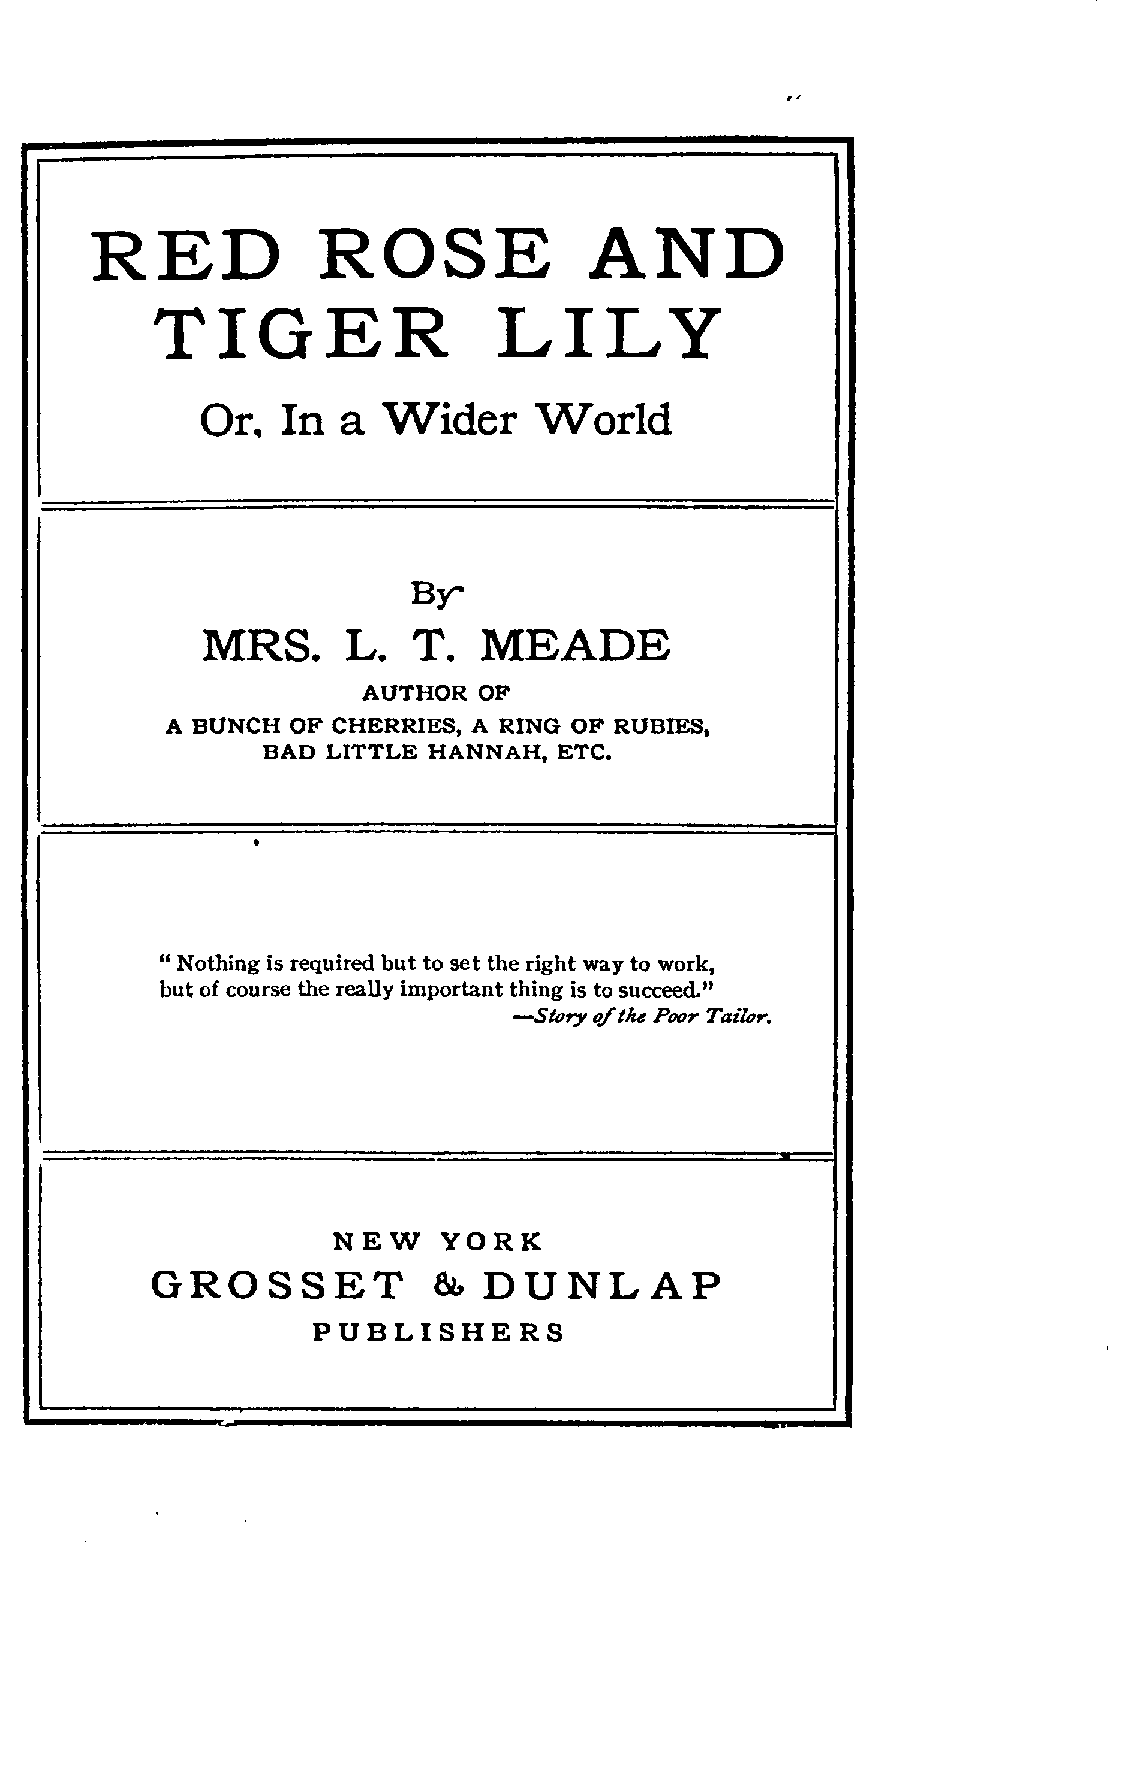 RED ROSE AND
TIGER LILY
Or, In a Wider World
By
MRS. L. T. MEADE
AUTHOR OF
A BUNCH OF CHERRIES, A RING OF RUBIES,
BAD LITTLE HANNAH, ETC.
" Nothing is required but to set the right way to work,
but of course the really important thing is to succeed."
—Story of the Poor Tailor.
NEW YORK
GROSSET & DUNLAP
PUBLISHERS